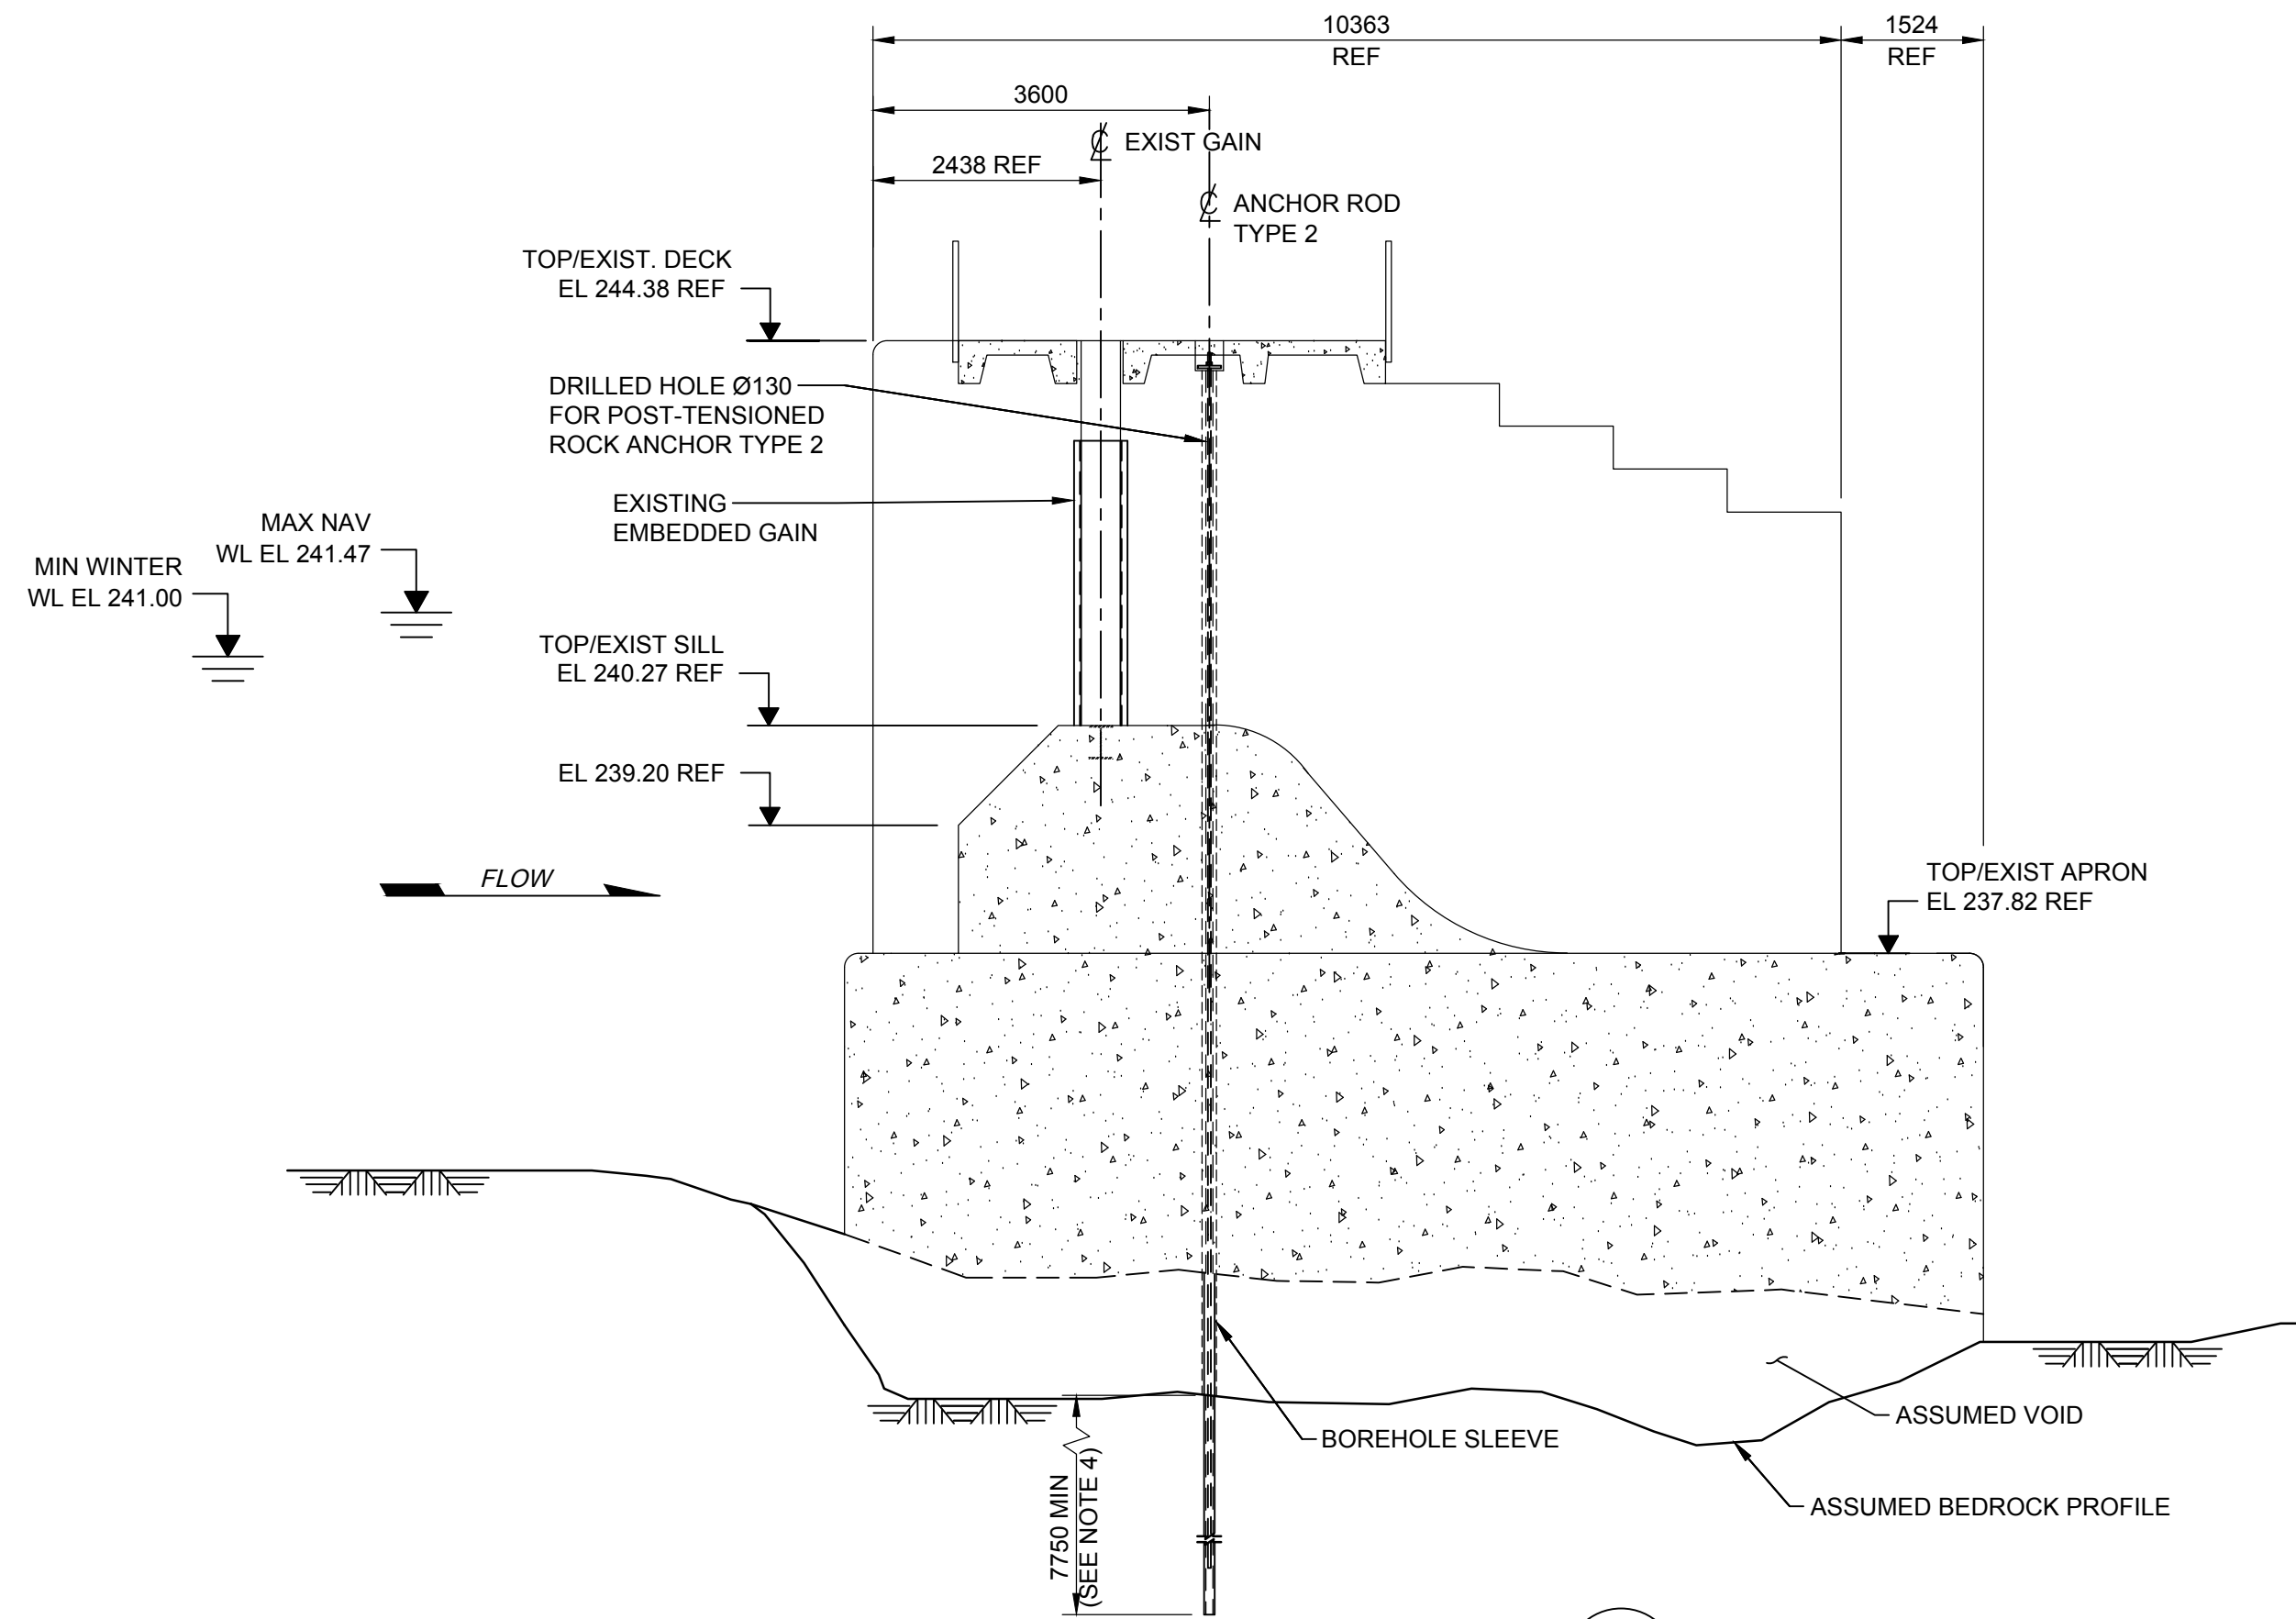 10363
REF
1524
REF
3600
EXIST GAIN
2438 REF
ANCHOR ROD
TYPE 2
TOP/EXIST. DECK
EL 244.38 REF
DRILLED HOLE Ø130
FOR POST-TENSIONED
ROCK ANCHOR TYPE 2
EXISTING
EMBEDDED GAIN
MAX NAV
WL EL 241.47
MIN WINTER
WL EL 241.00
TOP/EXIST SILL
EL 240.27 REF
EL 239.20 REF
FLOW
TOP/EXIST APRON
EL 237.82 REF
ASSUMED VOID
BOREHOLE SLEEVE
ASSUMED BEDROCK PROFILE
7750 MIN
(SEE NOTE 4)